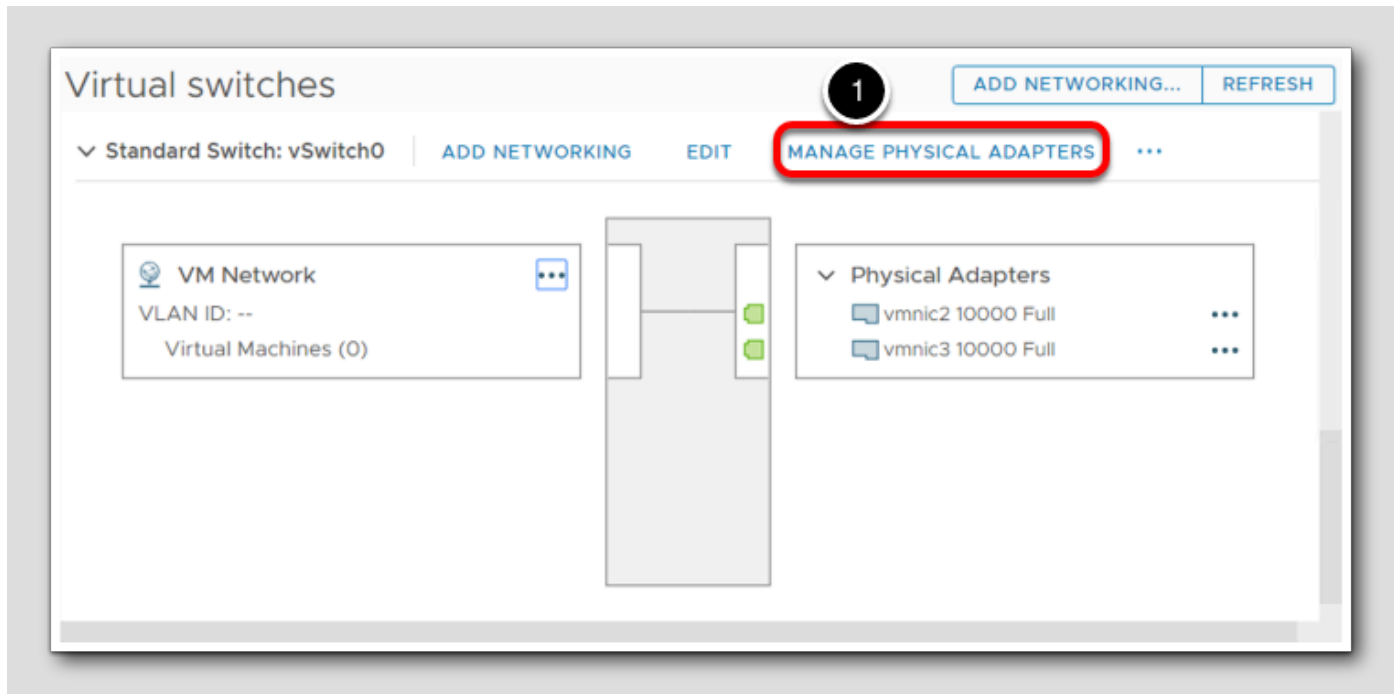 Virtual switches
1
ADD NETWORKING... REFRESH
Standard Switch: vSwitch0 ADD NETWORKING EDIT MANAGE PHYSICAL ADAPTERS ...
VM Network ...
VLAN ID: --
Virtual Machines (0)
Physical Adapters
vmnic2 10000 Full ...
vmnic3 10000 Full ...